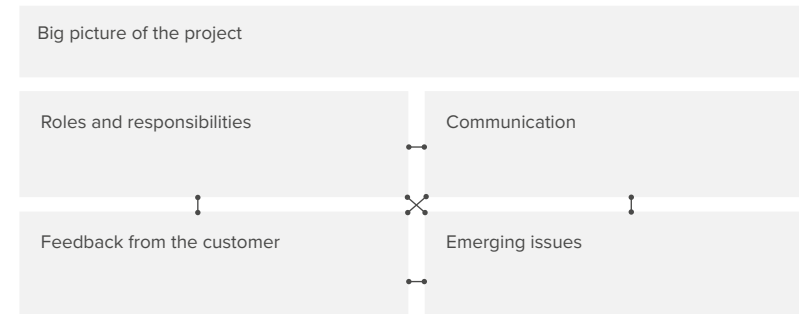 Big picture of the project
Roles and responsibilities
Communication
Feedback from the customer
Emerging issues